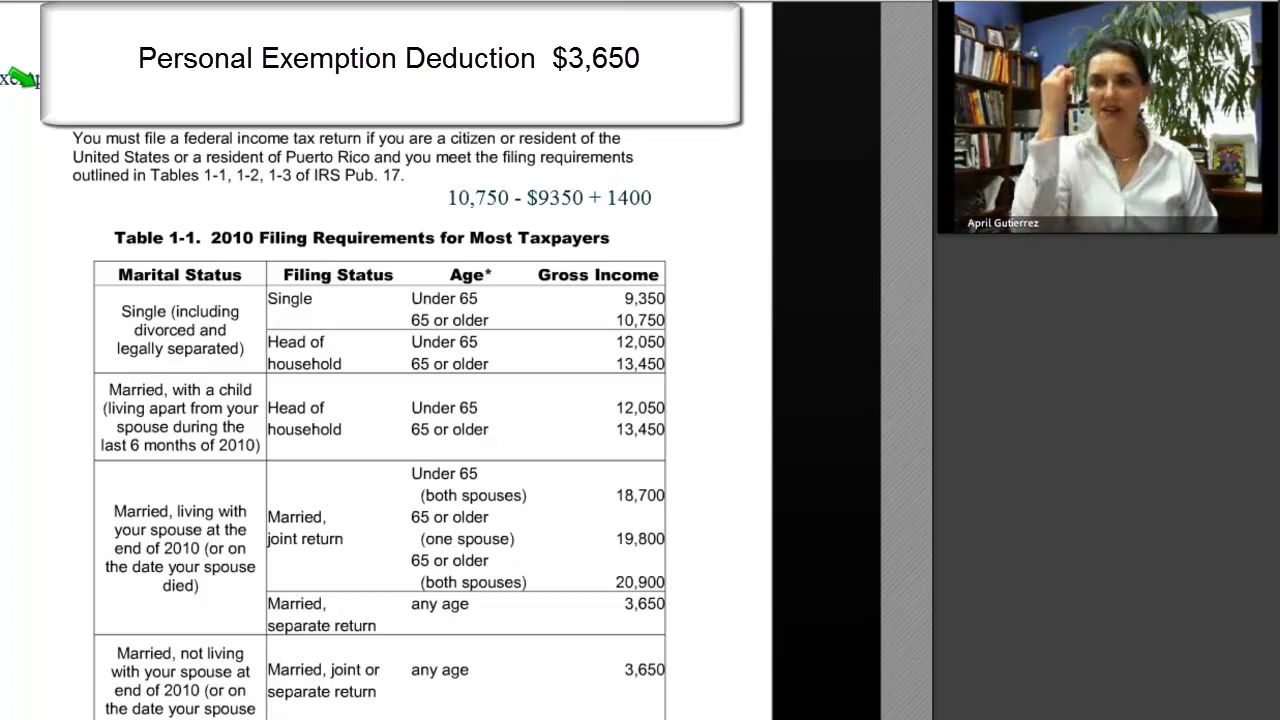 Personal Exemption Deduction $3,650
You must file a federal income tax return if you are a citizen or resident of the
United States or a resident of Puerto Rico and you meet the filing requirements
outlined in Tables 1-1, 1-2, 1-3 of IRS Pub. 17.
10,750 - $9350 + 1400
Table 1-1. 2010 Filing Requirements for Most Taxpayers
Marital Status Filing Status Age* Gross Income
Single (including
divorced and
legally separated)
Single Under 65 9,350
65 or older 10,750
Head of Under 65 12,050
household 65 or older 13,450
Married, with a child
(living apart from your
spouse during the
last 6 months of 2010)
Head of Under 65 12,050
household 65 or older 13,450
Married, living with
your spouse at the
end of 2010 (or on
the date your spouse
died)
Married,
joint return
Under 65
(both spouses) 18,700
65 or older
(one spouse) 19,800
65 or older
(both spouses) 20,900
Married, any age 3,650
separate return
Married, not living
with your spouse at
end of 2010 (or on
the date your spouse
Married, joint or any age 3,650
separate return
April Gutierrez